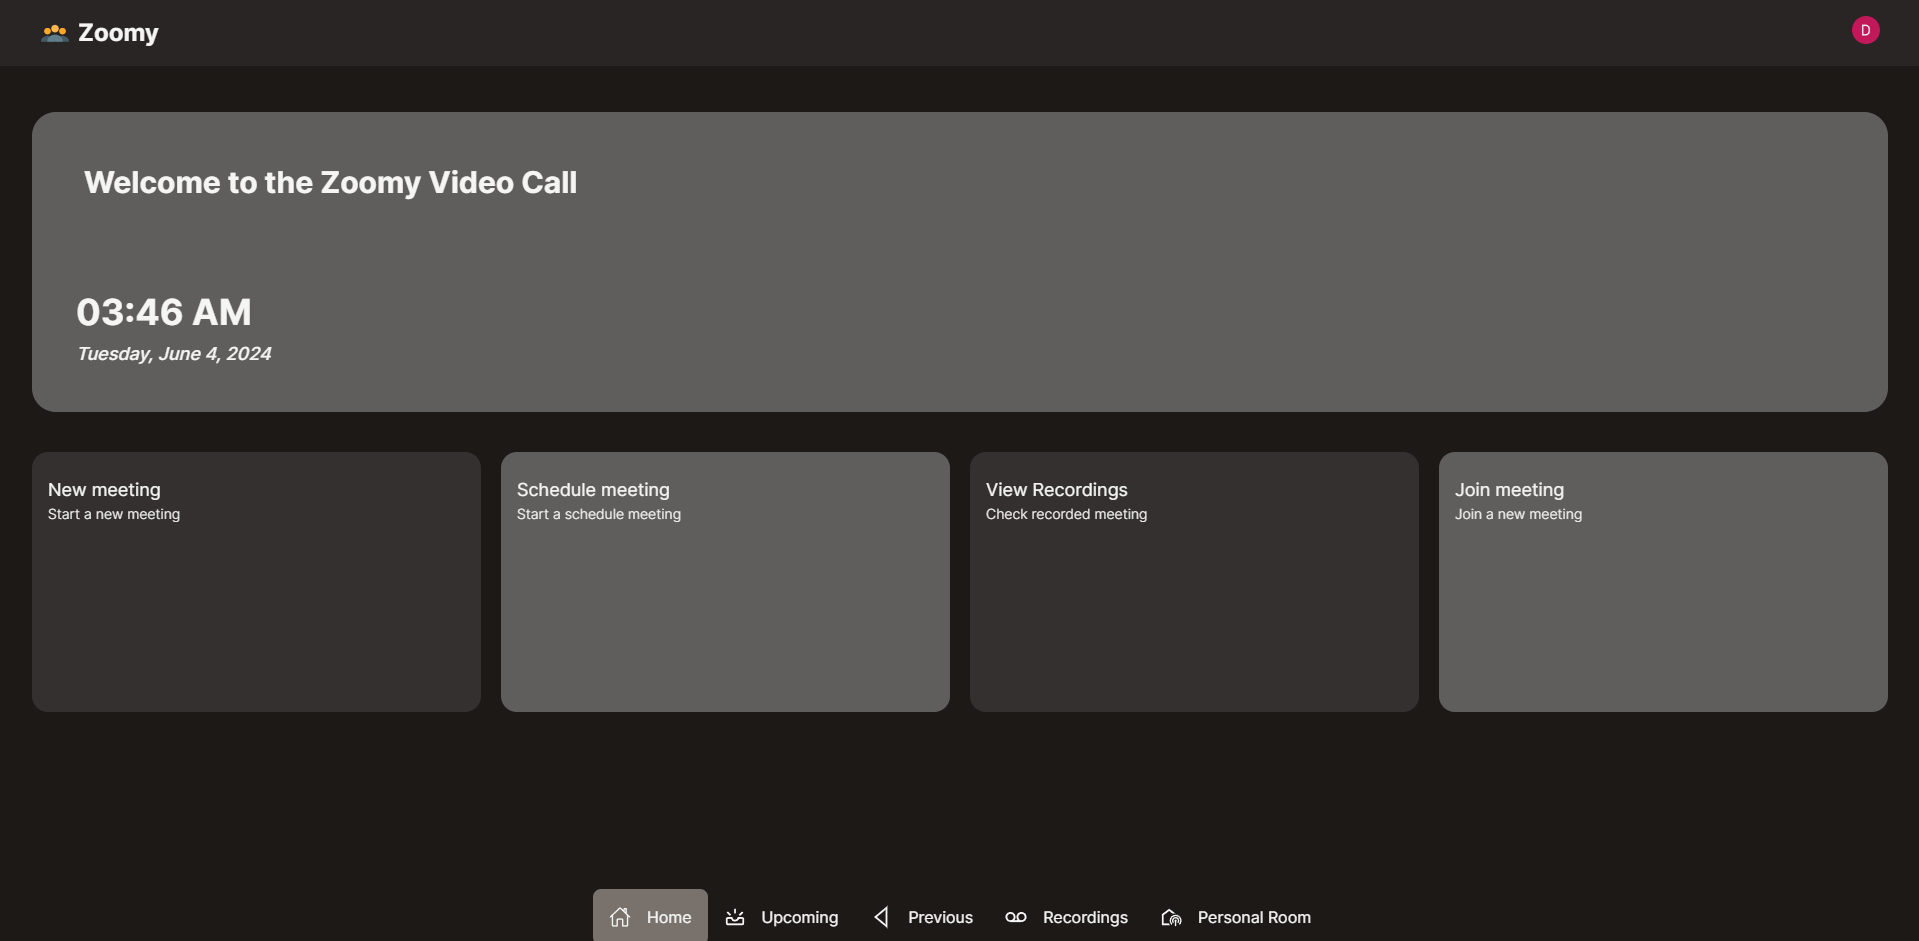 Zoomy
D
Welcome to the Zoomy Video Call
03:46 AM
Tuesday, June 4, 2024
New meeting
Start a new meeting
Schedule meeting
Start a schedule meeting
View Recordings
Check recorded meeting
Join meeting
Join a new meeting
Home
Upcoming
Previous
Recordings
Personal Room